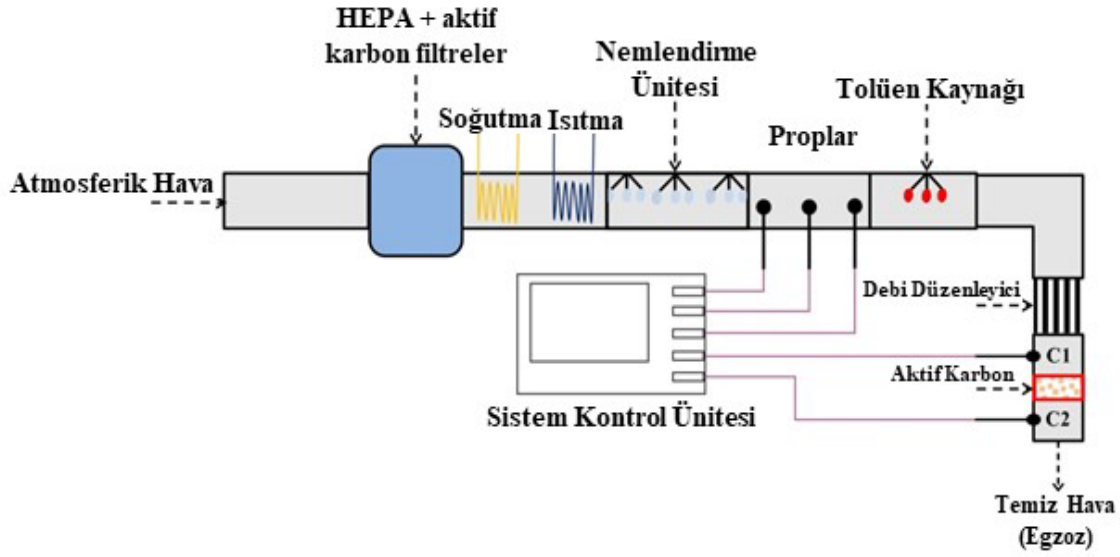 HEPA + aktif
karbon filtreler
Nemlendirme
Ünitesi
Tolüen Kaynağı
Soğutma Isıtma
Proplar
Atmosferik Hava
Debi Düzenleyici
C1
Aktif Karbon
C2
Sistem Kontrol Ünitesi
Temiz Hava
(Egzoz)